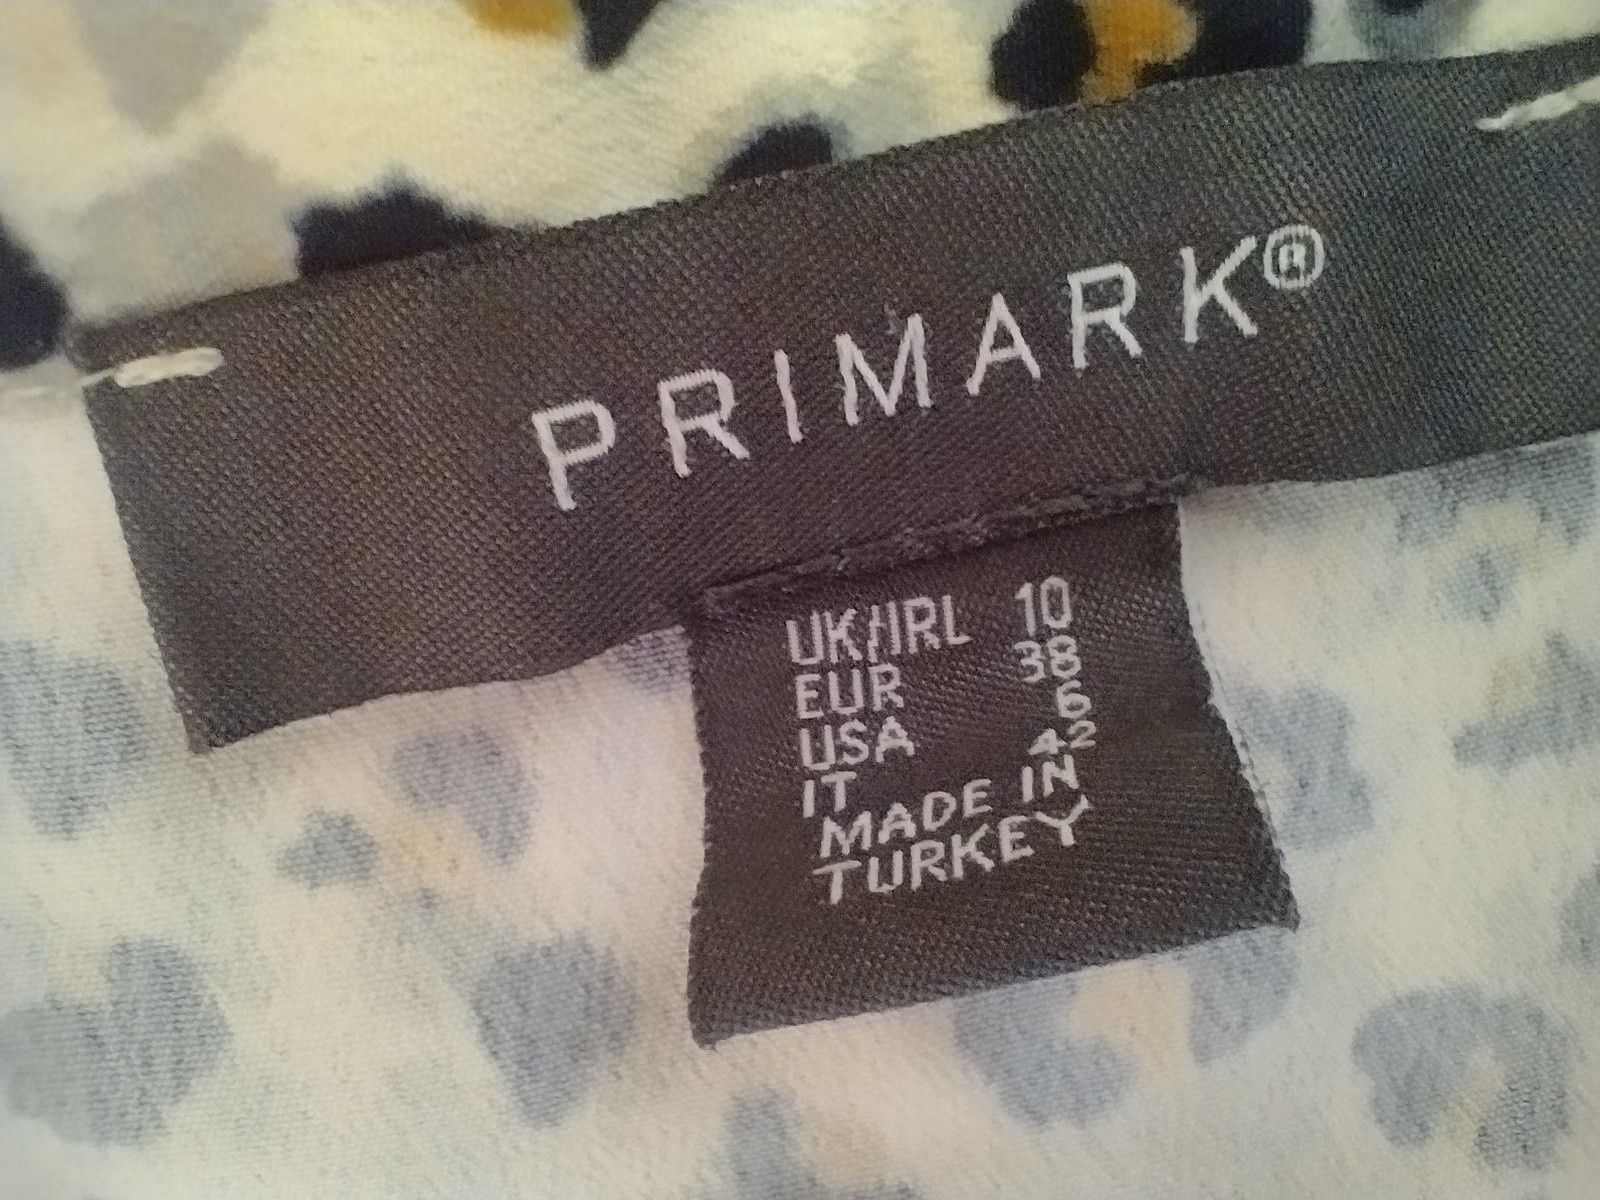 PRIMARK®
UK/IRL 10
EUR 38
USA 6
IT 42
MADE IN
TURKEY